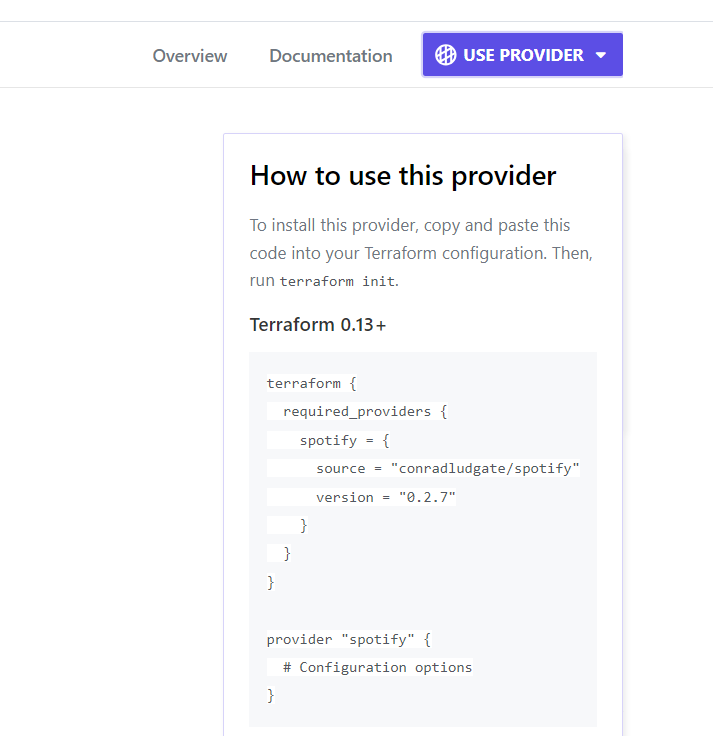 Overview Documentation USE PROVIDER
How to use this provider
To install this provider, copy and paste this
code into your Terraform configuration. Then,
run terraform init.
Terraform 0.13+
terraform {
  required_providers {
    spotify = {
      source = "conradludgate/spotify"
      version = "0.2.7"
    }
  }
}
provider "spotify" {
  # Configuration options
}